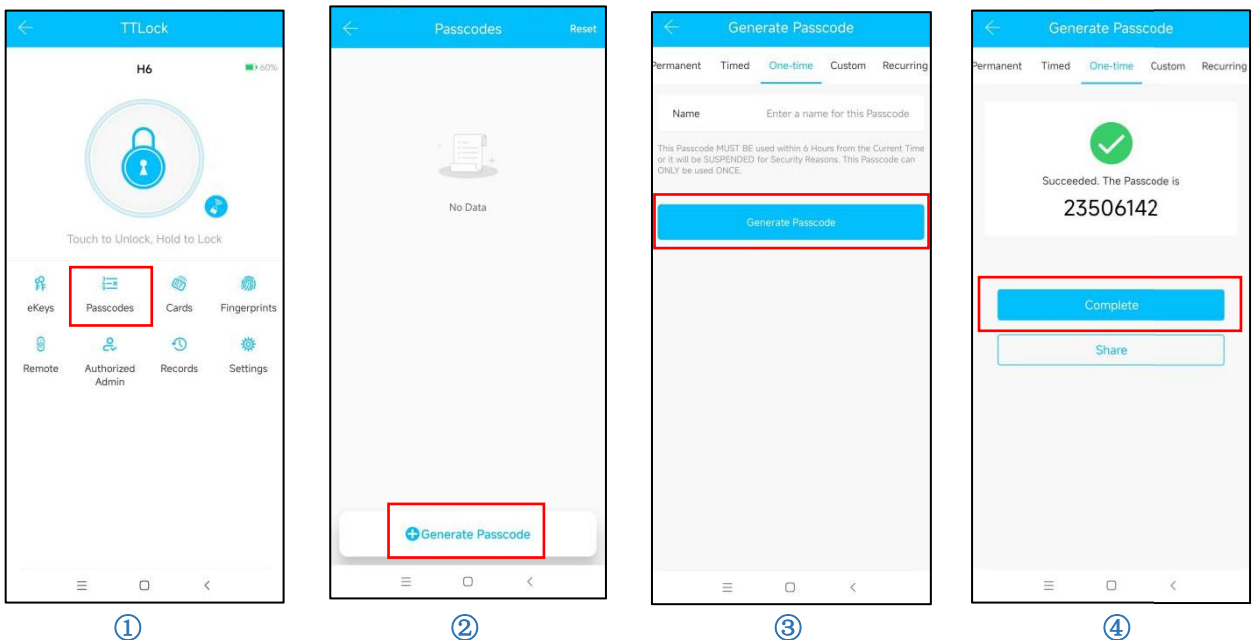 TTLock
H6
60%
Touch to Unlock, Hold to Lock
eKeys
Passcodes
Cards
Fingerprints
Remote
Authorized
Admin
Records
Settings
①
Passcodes
Reset
No Data
Generate Passcode
②
Generate Passcode
Permanent
Timed
One-time
Custom
Recurring
Name
Enter a name for this Passcode
This Passcode MUST BE used within 6 Hours from the Current Time
or it will be SUSPENDED for Security Reasons. This Passcode can
ONLY be used ONCE.
Generate Passcode
③
Generate Passcode
Permanent
Timed
One-time
Custom
Recurring
Succeeded. The Passcode is
23506142
Complete
Share
④